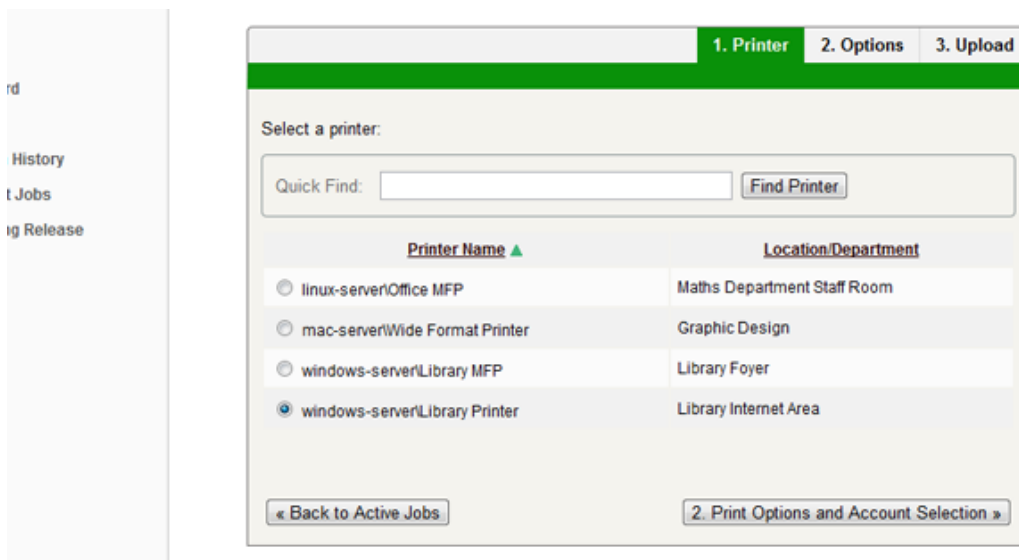 1. Printer 2. Options 3. Upload
History
Jobs
Release
Select a printer:
Quick Find: Find Printer
Printer Name ▲ Location/Department
linux-server\Office MFP Maths Department Staff Room
mac-server\Wide Format Printer Graphic Design
windows-server\Library MFP Library Foyer
windows-server\Library Printer Library Internet Area
« Back to Active Jobs 2. Print Options and Account Selection »